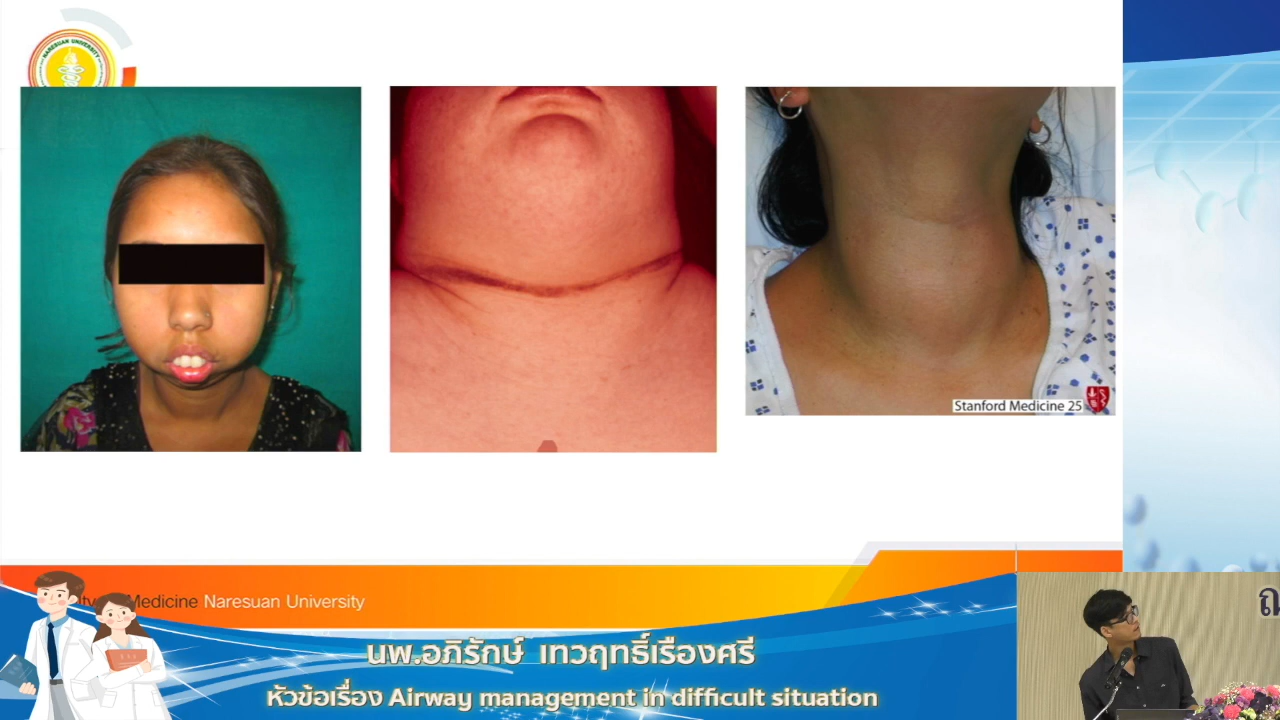 NARESUAN UNIVERSITY
Stanford Medicine 25
Medicine Naresuan University
นพ.อภิรักษ์ เทวฤทธิ์เรืองศรี
หัวข้อเรื่อง Airway management in difficult situation